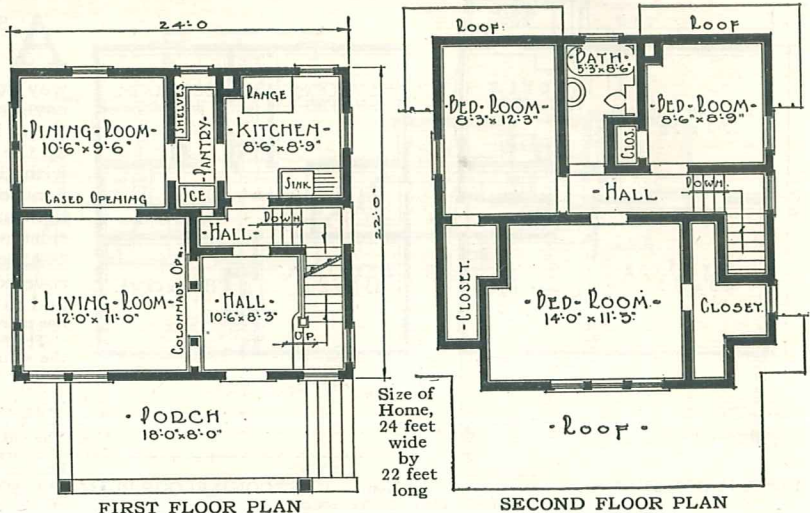 24'-0
22'-0"
DINING-ROOM-
10'6"x9'-6"
SHELVES
PANTRY-
RANGE
-KITCHEN-
8'6"x8'-9"
SINK
ICE
CASED OPENING
-HALL-
DOWN
-LIVING-ROOM-
12'0"x11'-0"
COLONNADE OPN.
-HALL-
10'6"x8'-3"
UP.
-PORCH
18'0"x8'-0"
FIRST FLOOR PLAN
Size of
Home,
24 feet
wide
by
22 feet
long
ROOF
ROOF
BED-ROOM-
8'-3"x12'-3"
-BATH-
5'3"x8'6"
BED-ROOM-
8'-6"x8'-9"
CLOS.
-HALL
DOWN.
-CLOSET.
-BED-ROOM-
14'-0"x11'-5"
CLOSET.
-ROOF-
SECOND FLOOR PLAN